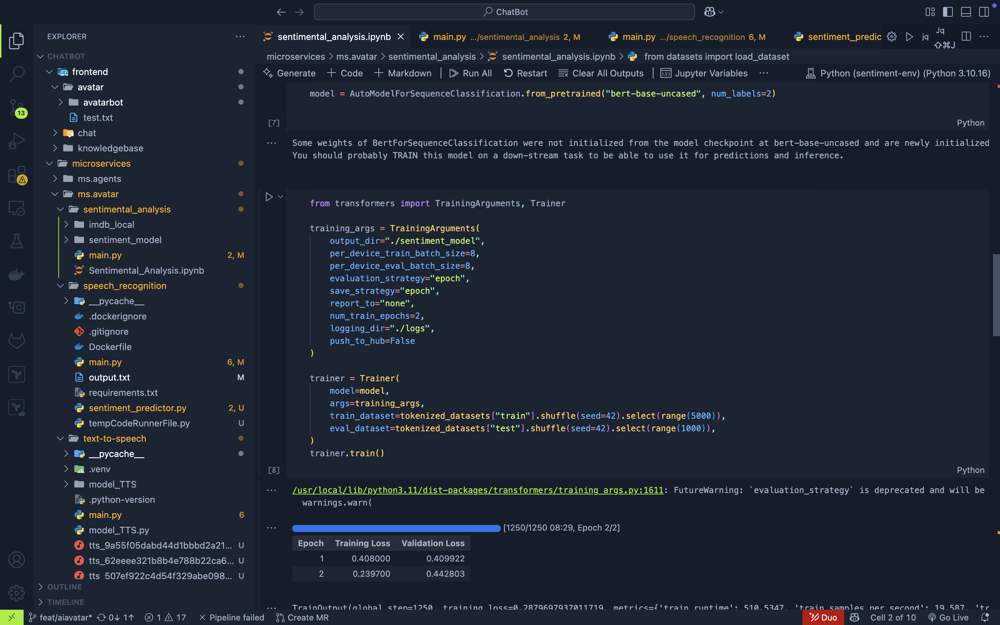 ChatBot
EXPLORER
CHATBOT
frontend
avatar
avatarbot
test.txt
chat
knowledgebase
microservices
ms.agents
ms.avatar
sentimental_analysis
imdb_local
sentiment_model
main.py 2, M
Sentimental_Analysis.ipynb
speech_recognition
__pycache__
.dockerignore
.gitignore
Dockerfile
main.py 6, M
output.txt M
requirements.txt
sentiment_predictor.py 2, U
tempCodeRunnerFile.py U
text-to-speech
__pycache__
.venv
model_TTS
.python-version
main.py 6
model_TTS.py
tts_9a55f05dabd44d1bbbd2a21... U
tts_62eeee321b8b4e788b22ca6... U
tts_507ef922c4d54f329abe098... U
OUTLINE
TIMELINE
13
sentimental_analysis.ipynb main.py .../sentimental_analysis 2, M main.py .../speech_recognition 6, M sentiment_predic jq Jq ⇧⌘J
microservices > ms.avatar > sentimental_analysis > sentimental_analysis.ipynb > from datasets import load_dataset
Generate + Code + Markdown | Run All Restart Clear All Outputs | Jupyter Variables ... Python (sentiment-env) (Python 3.10.16)
model = AutoModelForSequenceClassification.from_pretrained("bert-base-uncased", num_labels=2)
[7] Python
Some weights of BertForSequenceClassification were not initialized from the model checkpoint at bert-base-uncased and are newly initialized
You should probably TRAIN this model on a down-stream task to be able to use it for predictions and inference.
from transformers import TrainingArguments, Trainer
training_args = TrainingArguments(
output_dir="./sentiment_model",
per_device_train_batch_size=8,
per_device_eval_batch_size=8,
evaluation_strategy="epoch",
save_strategy="epoch",
report_to="none",
num_train_epochs=2,
logging_dir="./logs",
push_to_hub=False
)
trainer = Trainer(
model=model,
args=training_args,
train_dataset=tokenized_datasets["train"].shuffle(seed=42).select(range(5000)),
eval_dataset=tokenized_datasets["test"].shuffle(seed=42).select(range(1000)),
)
trainer.train()
[8] Python
/usr/local/lib/python3.11/dist-packages/transformers/training_args.py:1611: FutureWarning: `evaluation_strategy` is deprecated and will be
warnings.warn(
[1250/1250 08:29, Epoch 2/2]
Epoch Training Loss Validation Loss
1 0.408000 0.409922
2 0.239700 0.442803
TrainOutput(global_step=1250, training_loss=0.2879697937011719, metrics={'train_runtime': 510.5347, 'train_samples_per_second': 19.587, 'tr
feat/aiavatar* 0↓ 1↑ 1 17 Pipeline failed Create MR Duo Cell 2 of 10 Go Live